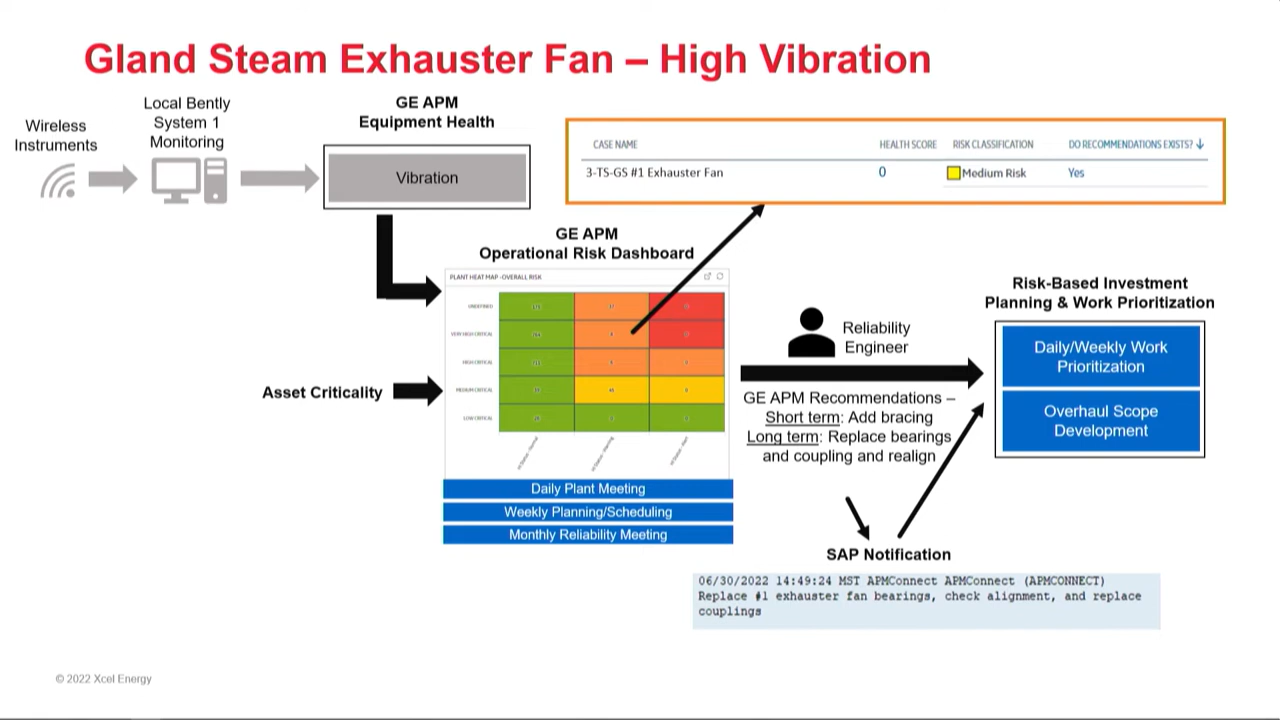 Gland Steam Exhauster Fan – High Vibration
Wireless
Instruments
Local Bently
System 1
Monitoring
GE APM
Equipment Health
Vibration
CASE NAME HEALTH SCORE RISK CLASSIFICATION DO RECOMMENDATIONS EXISTS?
3-TS-GS #1 Exhauster Fan 0 Medium Risk Yes
GE APM
Operational Risk Dashboard
PLANT HEAT MAP -OVERALL RISK
UNDEFINED
VERY HIGH CRITICAL
HIGH CRITICAL
MEDIUM CRITICAL
LOW CRITICAL
Asset Criticality
Daily Plant Meeting
Weekly Planning/Scheduling
Monthly Reliability Meeting
Reliability
Engineer
GE APM Recommendations –
Short term: Add bracing
Long term: Replace bearings
and coupling and realign
Risk-Based Investment
Planning & Work Prioritization
Daily/Weekly Work
Prioritization
Overhaul Scope
Development
SAP Notification
06/30/2022 14:49:24 MST APMConnect APMConnect (APMCONNECT)
Replace #1 exhauster fan bearings, check alignment, and replace
couplings
© 2022 Xcel Energy